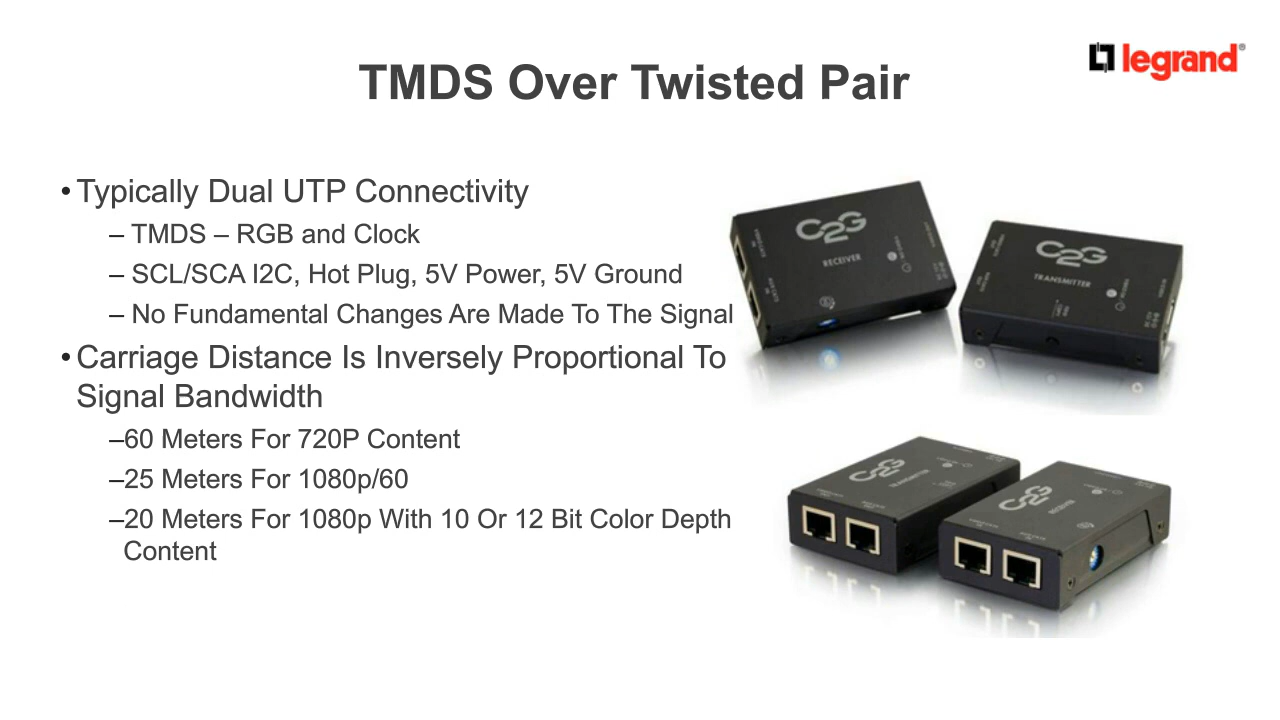 legrand®
TMDS Over Twisted Pair
• Typically Dual UTP Connectivity
– TMDS – RGB and Clock
– SCL/SCA I2C, Hot Plug, 5V Power, 5V Ground
– No Fundamental Changes Are Made To The Signal
• Carriage Distance Is Inversely Proportional To
Signal Bandwidth
–60 Meters For 720P Content
–25 Meters For 1080p/60
–20 Meters For 1080p With 10 Or 12 Bit Color Depth
Content
C2G
RECEIVER
C2G
TRANSMITTER
C2G
TRANSMITTER
C2G
RECEIVER